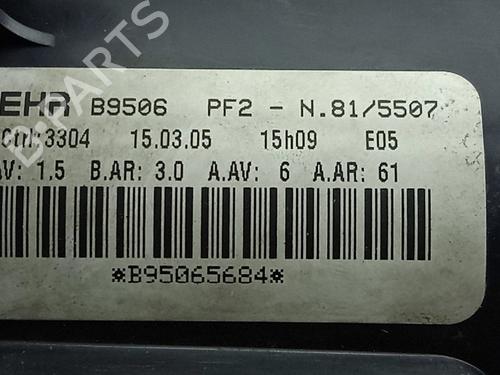 EHR B9506 PF2 - N.81/5507
Ctrl:3304 15.03.05 15h09 E05
AV: 1.5 B.AR: 3.0 A.AV: 6 A.AR: 61
*B95065684*
B-PARTS